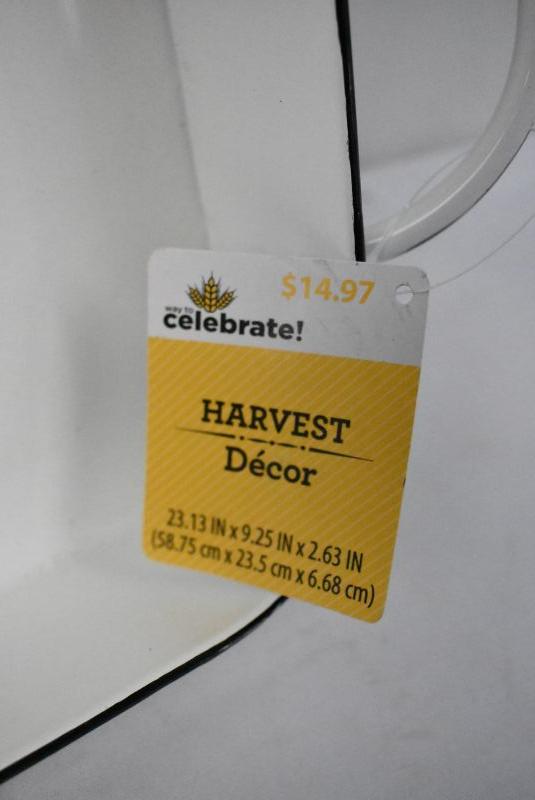 $14.97
way to
celebrate!
HARVEST
Décor
23.13 IN x 9.25 IN x 2.63 IN
(58.75 cm x 23.5 cm x 6.68 cm)